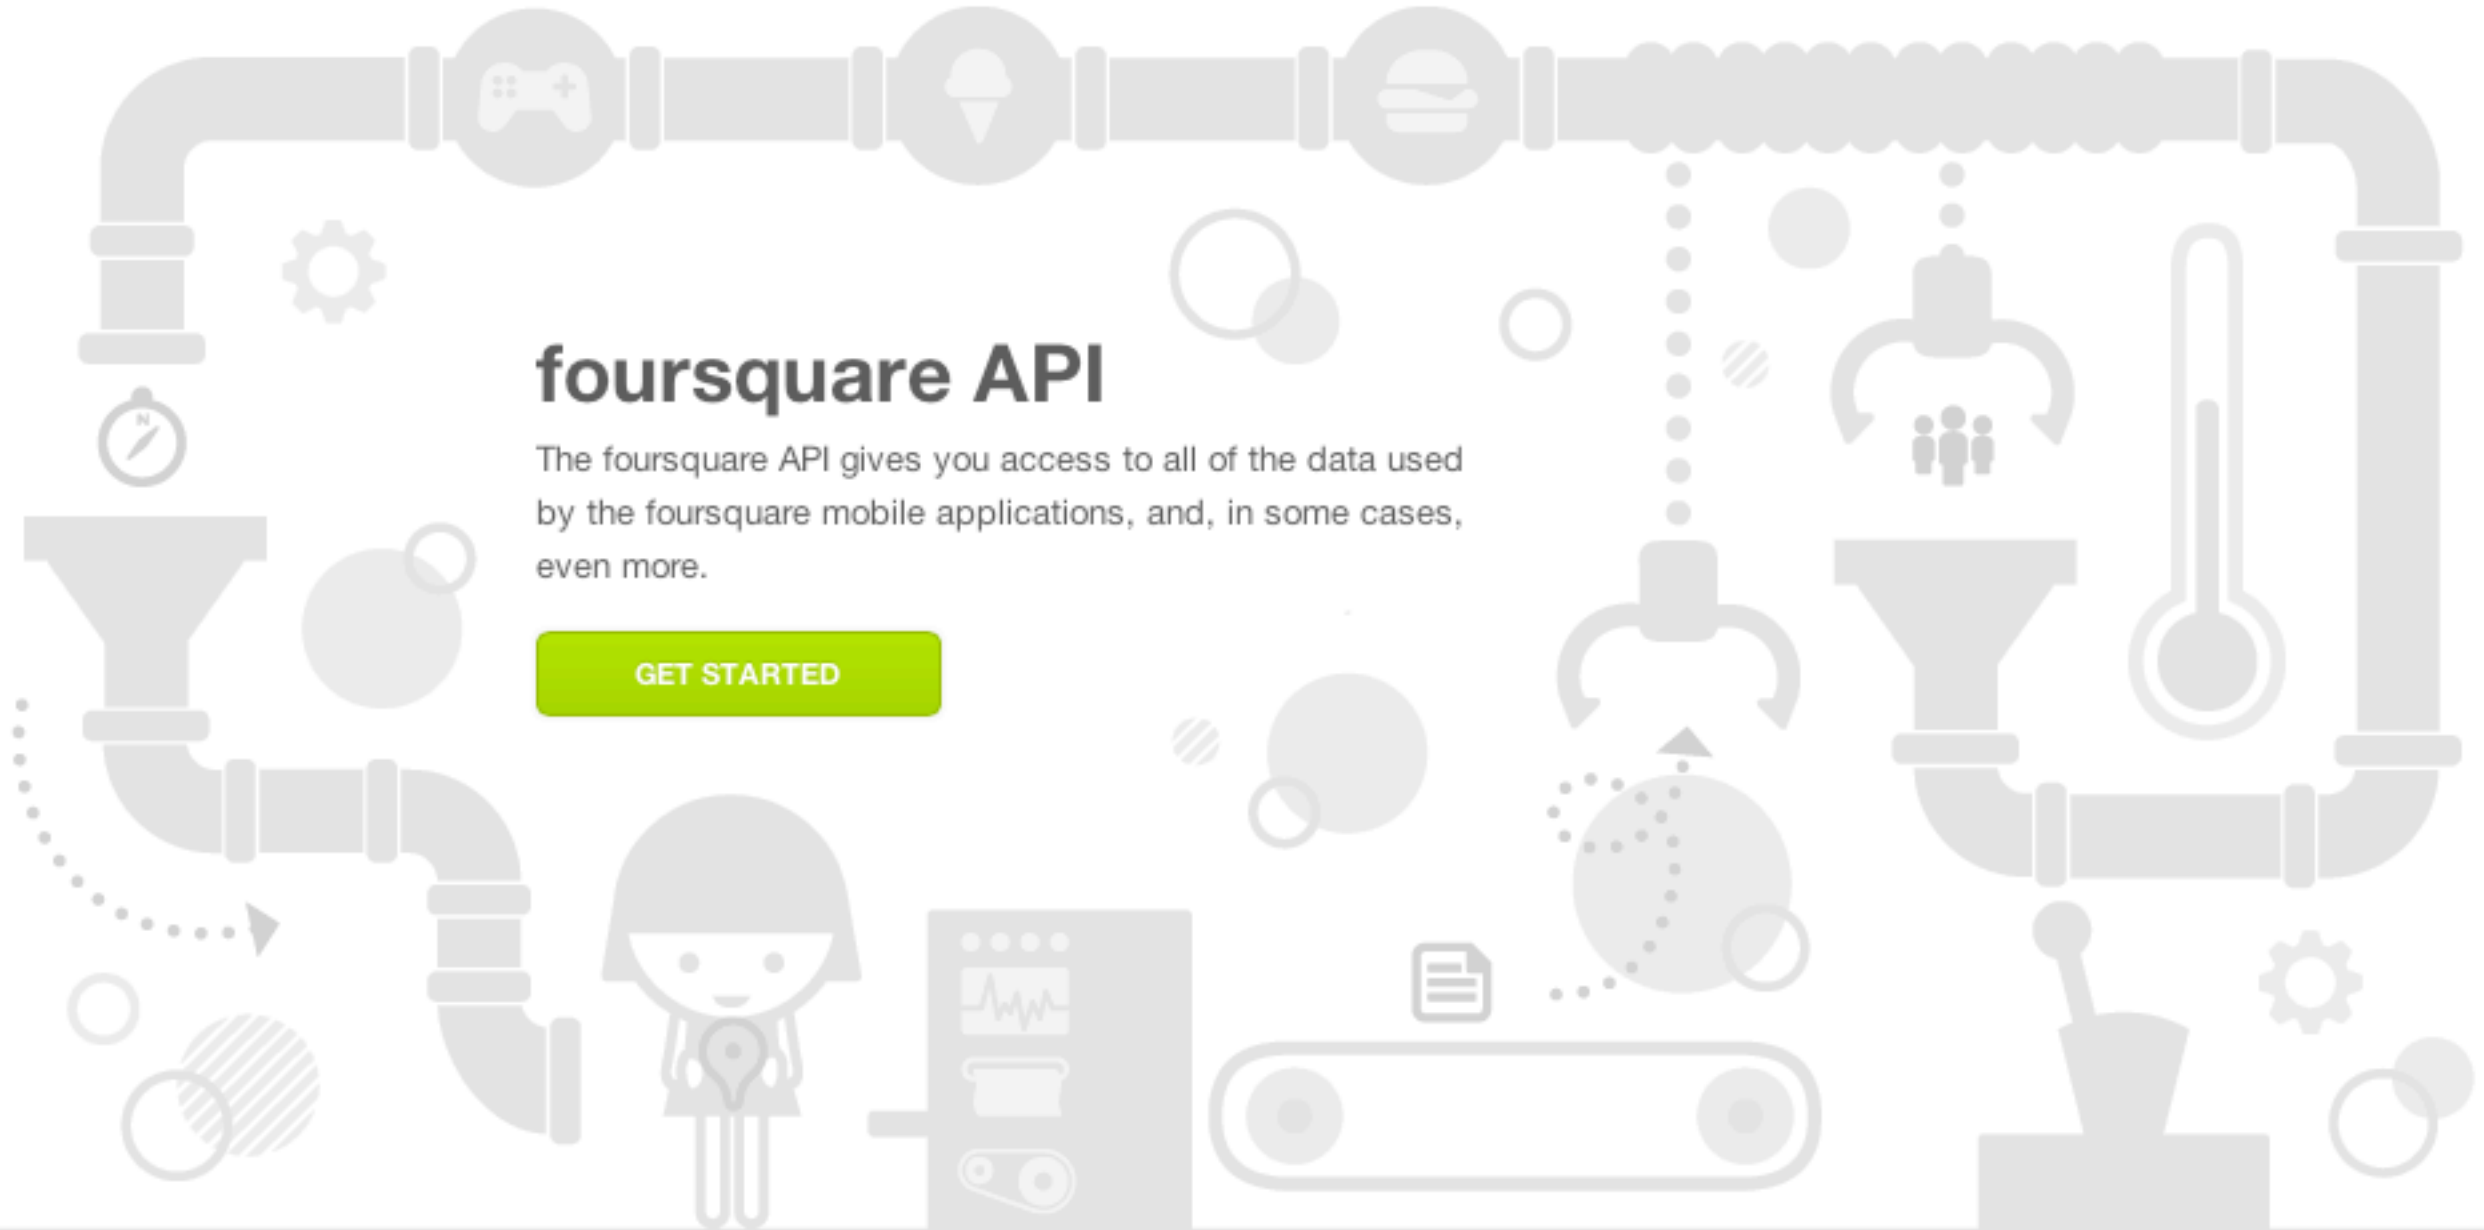 foursquare API
N
The foursquare API gives you access to all of the data used
by the foursquare mobile applications, and, in some cases,
even more.
GET STARTED